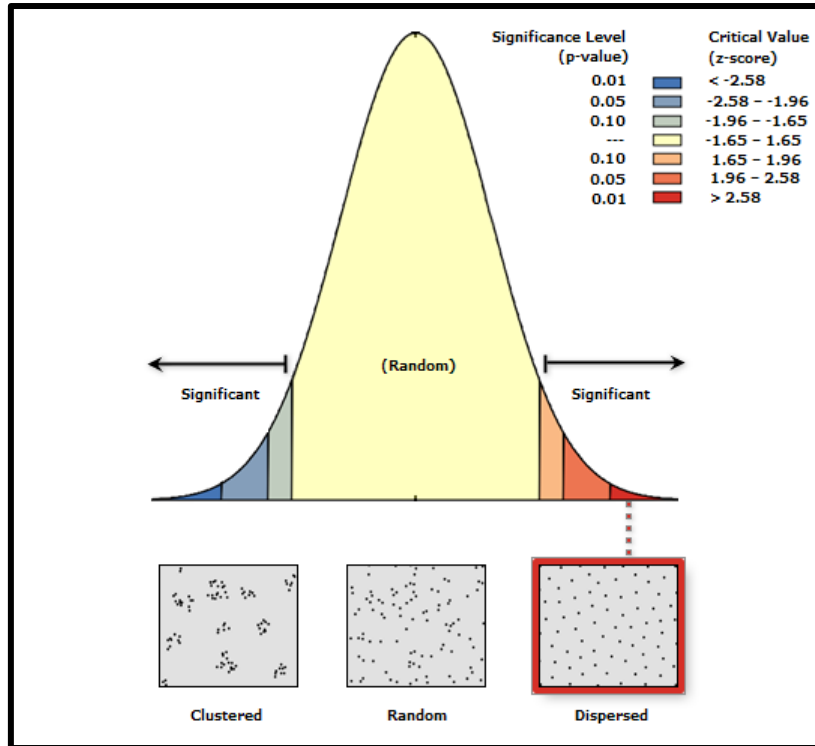 Significance Level Critical Value
(p-value) (z-score)
0.01 < -2.58
0.05 -2.58 – -1.96
0.10 -1.96 – -1.65
--- -1.65 – 1.65
0.10 1.65 – 1.96
0.05 1.96 – 2.58
0.01 > 2.58
(Random)
Significant Significant
Clustered Random Dispersed